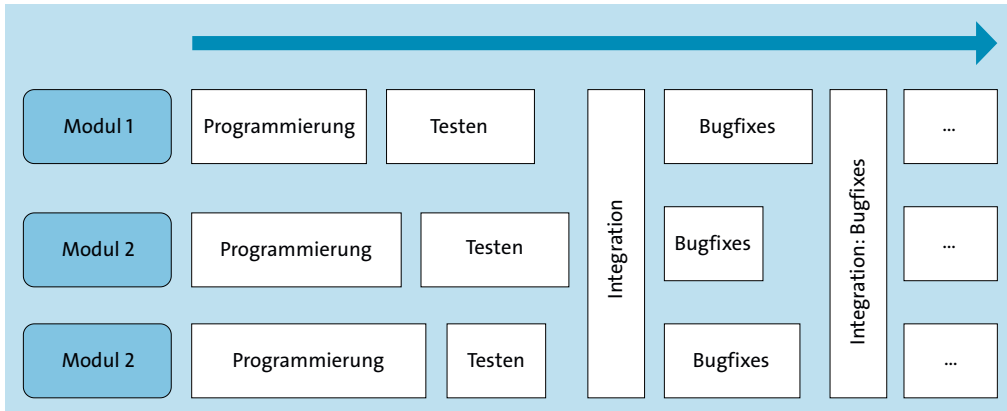 Modul 1
Programmierung
Testen
Bugfixes
...
Modul 2
Programmierung
Testen
Integration
Bugfixes
Integration: Bugfixes
...
Modul 2
Programmierung
Testen
Bugfixes
...